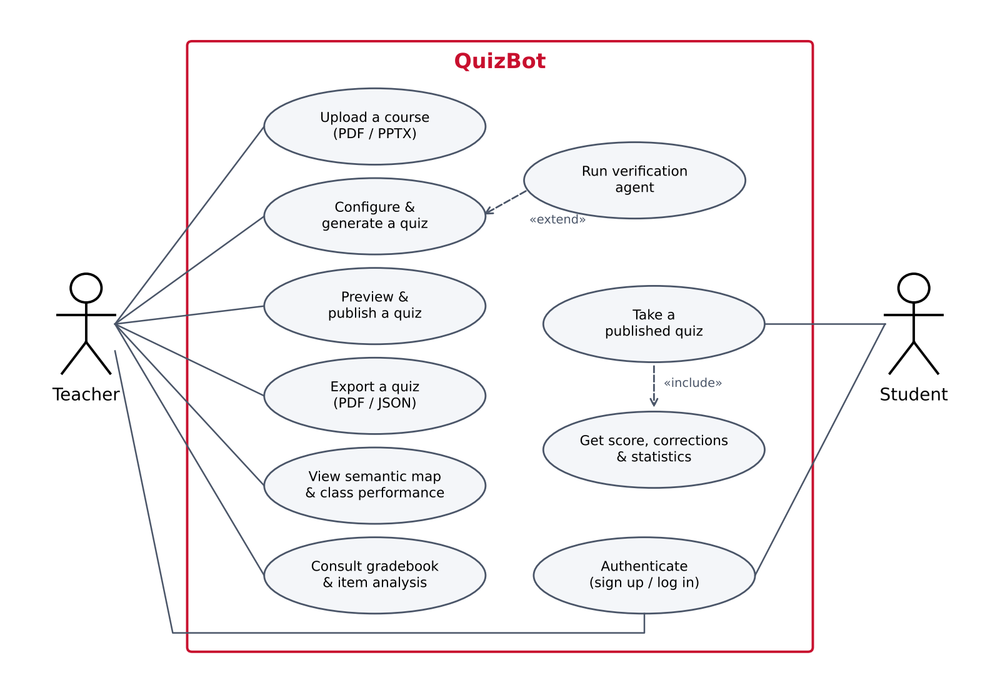 QuizBot
Upload a course
(PDF / PPTX)
Run verification
agent
Configure &
generate a quiz
«extend»
Preview &
publish a quiz
Take a
published quiz
Teacher
Student
Export a quiz
(PDF / JSON)
«include»
Get score, corrections
& statistics
View semantic map
& class performance
Consult gradebook
& item analysis
Authenticate
(sign up / log in)